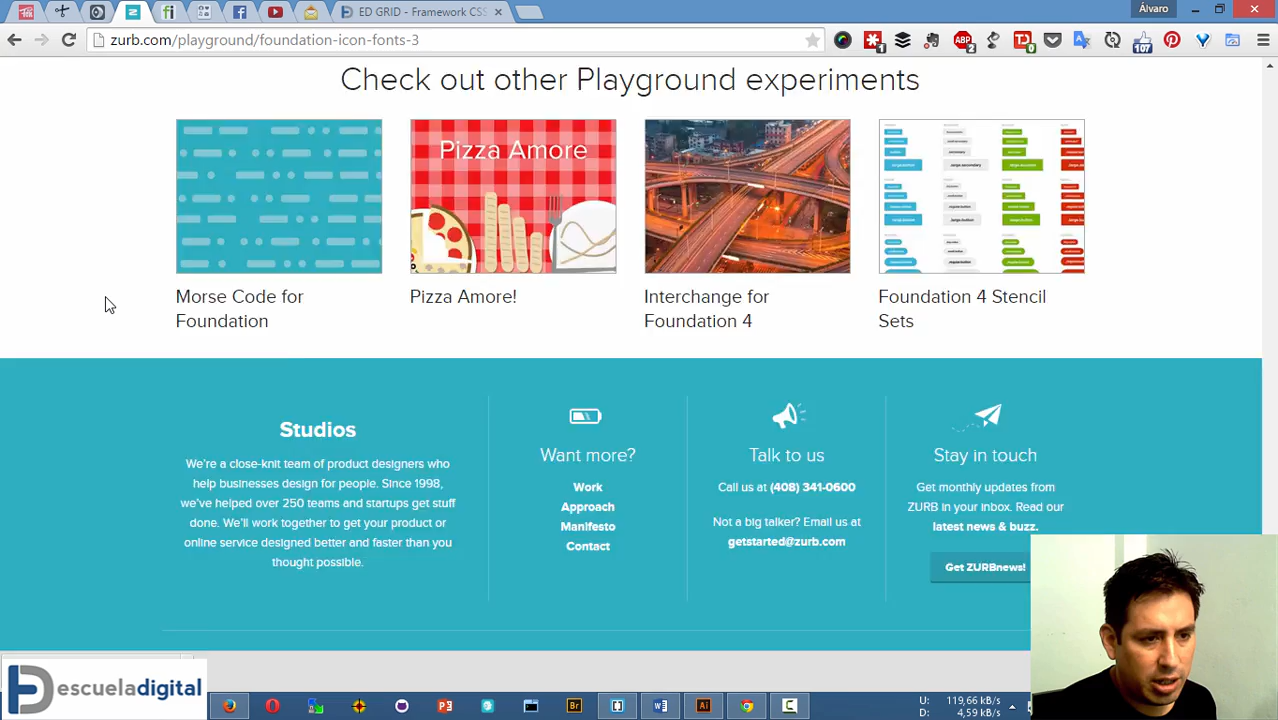 ED GRID - Framework CSS
Álvaro
zurb.com/playground/foundation-icon-fonts-3
1
2
0
107
Check out other Playground experiments
Pizza Amore
Morse Code for
Foundation
Pizza Amore!
Interchange for
Foundation 4
Foundation 4 Stencil
Sets
Studios
We're a close-knit team of product designers who
help businesses design for people. Since 1998,
we've helped over 250 teams and startups get stuff
done. We'll work together to get your product or
online service designed better and faster than you
thought possible.
Want more?
Work
Approach
Manifesto
Contact
Talk to us
Call us at (408) 341-0600
Not a big talker? Email us at
getstarted@zurb.com
Stay in touch
Get monthly updates from
ZURB in your inbox. Read our
latest news & buzz.
Get ZURBnews!
escueladigital
U: 119,66 kB/s
D: 4,59 kB/s